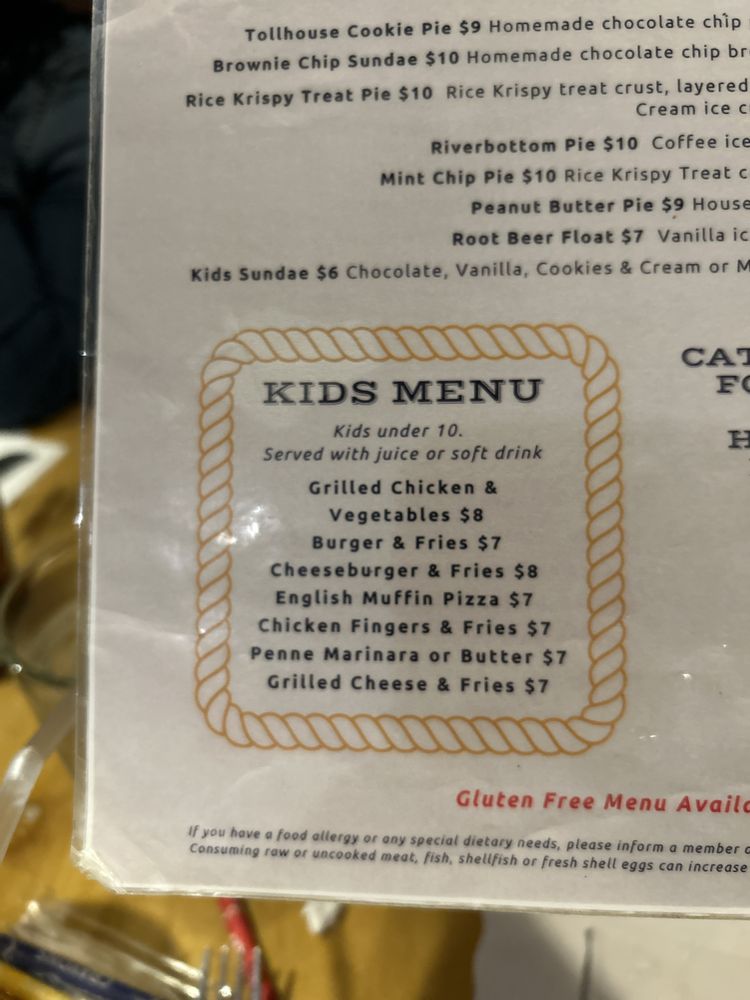 Tollhouse Cookie Pie $9 Homemade chocolate chip
Brownie Chip Sundae $10 Homemade chocolate chip br
Rice Krispy Treat Pie $10 Rice Krispy treat crust, layered
Cream ice c
Riverbottom Pie $10 Coffee ice
Mint Chip Pie $10 Rice Krispy Treat c
Peanut Butter Pie $9 House
Root Beer Float $7 Vanilla ic
Kids Sundae $6 Chocolate, Vanilla, Cookies & Cream or M
KIDS MENU
Kids under 10.
Served with juice or soft drink
Grilled Chicken &
Vegetables $8
Burger & Fries $7
Cheeseburger & Fries $8
English Muffin Pizza $7
Chicken Fingers & Fries $7
Penne Marinara or Butter $7
Grilled Cheese & Fries $7
CAT
FO
H
Gluten Free Menu Availa
If you have a food allergy or any special dietary needs, please inform a member o
Consuming raw or uncooked meat, fish, shellfish or fresh shell eggs can increase